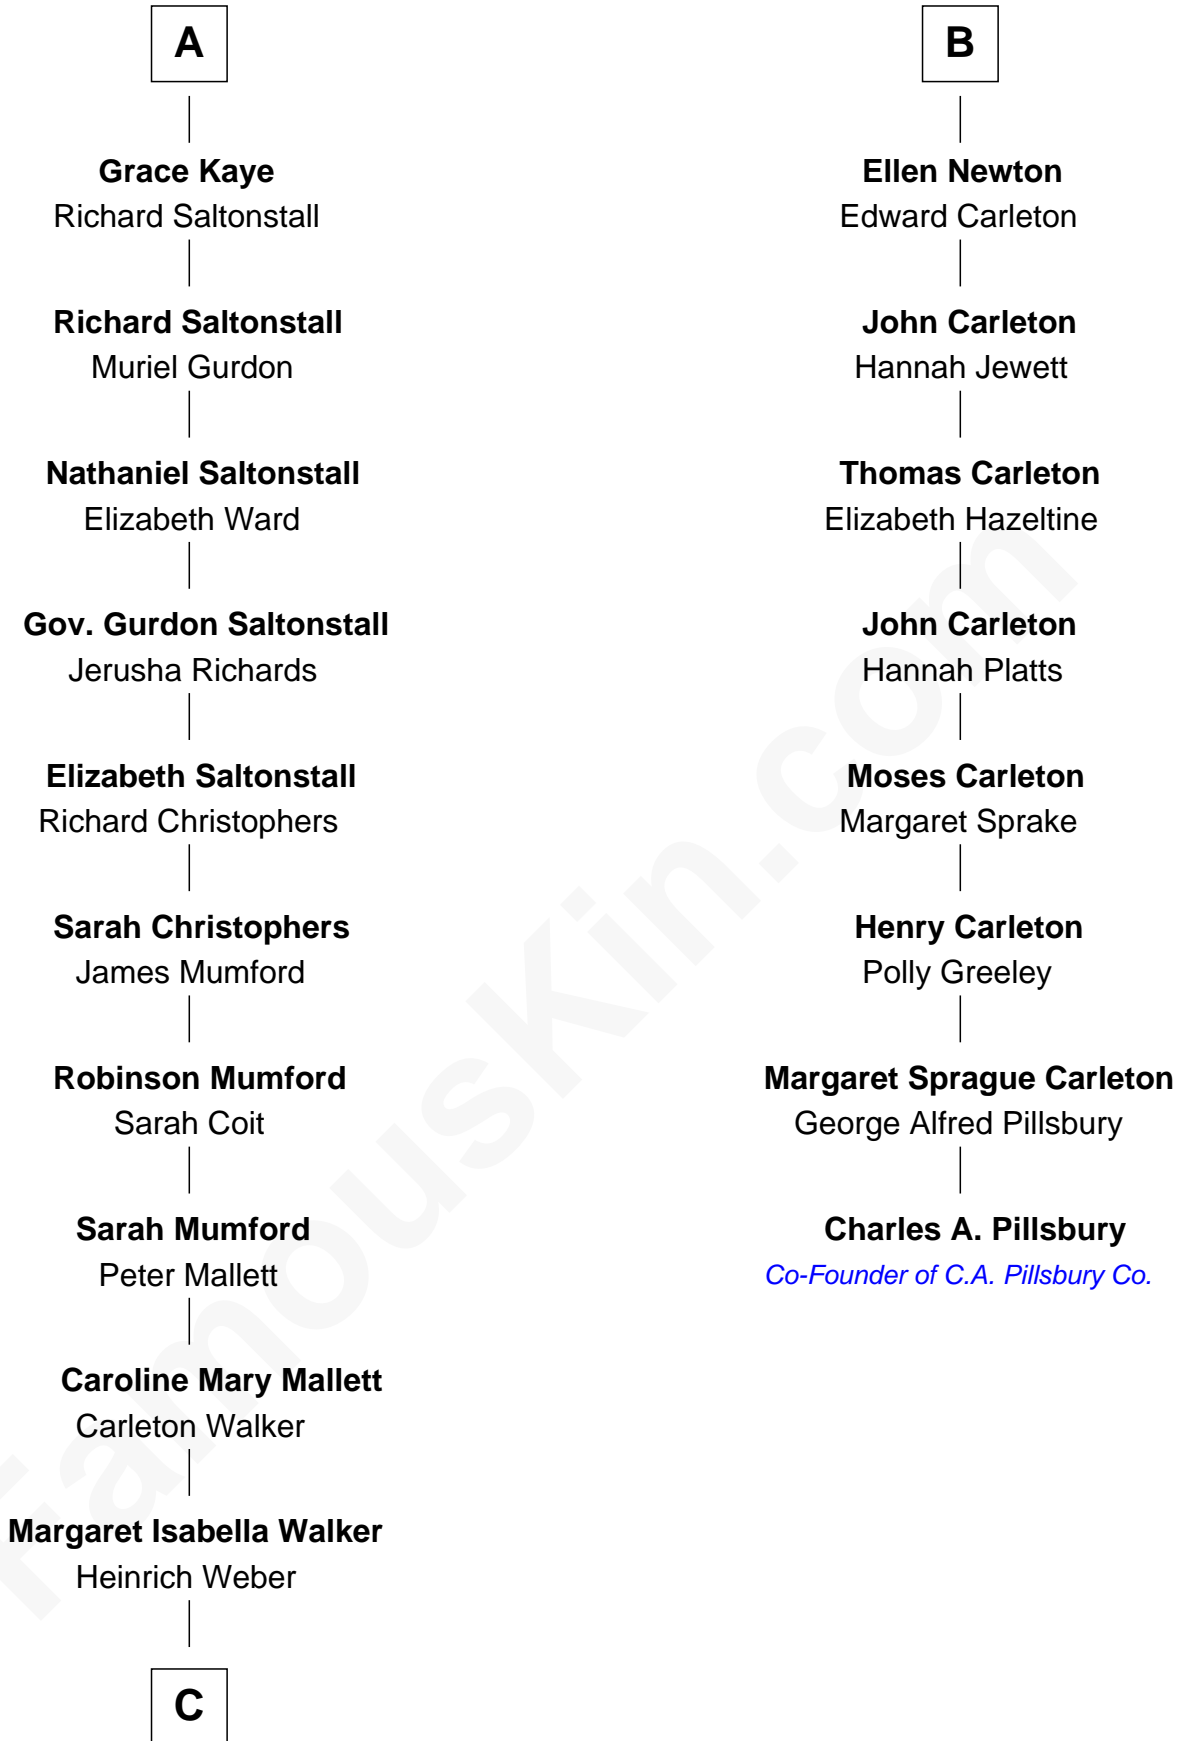 A
Grace Kaye
Richard Saltonstall
Richard Saltonstall
Muriel Gurdon
Nathaniel Saltonstall
Elizabeth Ward
Gov. Gurdon Saltonstall
Jerusha Richards
Elizabeth Saltonstall
Richard Christophers
Sarah Christophers
James Mumford
Robinson Mumford
Sarah Coit
Sarah Mumford
Peter Mallett
Caroline Mary Mallett
Carleton Walker
Margaret Isabella Walker
Heinrich Weber
C
B
Ellen Newton
Edward Carleton
John Carleton
Hannah Jewett
Thomas Carleton
Elizabeth Hazeltine
John Carleton
Hannah Platts
Moses Carleton
Margaret Sprake
Henry Carleton
Polly Greeley
Margaret Sprague Carleton
George Alfred Pillsbury
Charles A. Pillsbury
Co-Founder of C.A. Pillsbury Co.
FamousKin.com